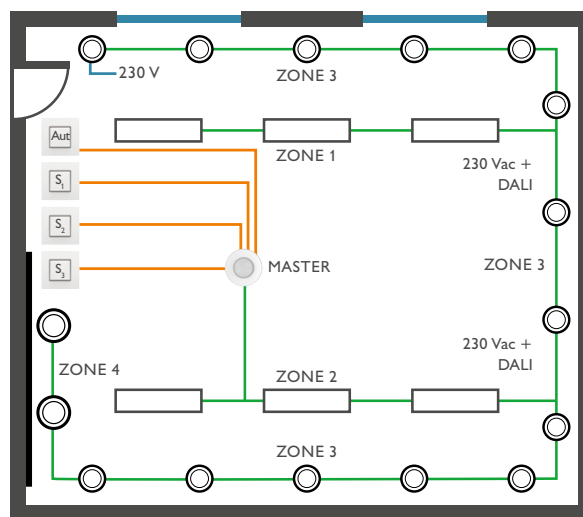 230 V
ZONE 3
Aut
ZONE 1
230 Vac +
DALI
S1
S2
S3
MASTER
ZONE 3
ZONE 4
ZONE 2
230 Vac +
DALI
ZONE 3